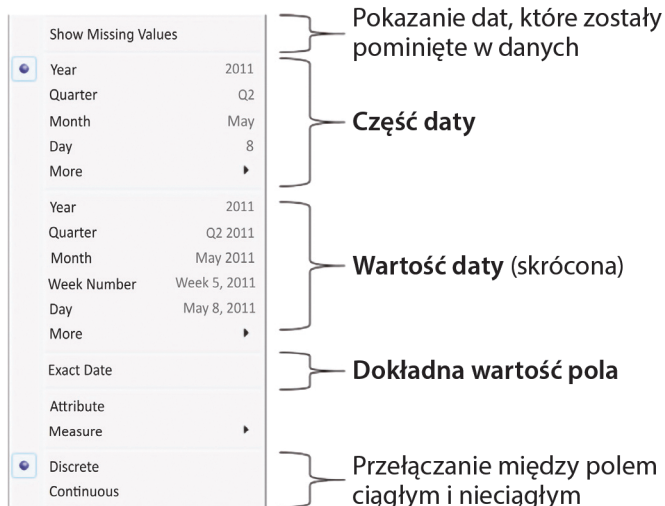 Show Missing Values
Year 2011
Quarter Q2
Month May
Day 8
More
Year 2011
Quarter Q2 2011
Month May 2011
Week Number Week 5, 2011
Day May 8, 2011
More
Exact Date
Attribute
Measure
Discrete
Continuous
Pokazanie dat, które zostały
pominięte w danych
Część daty
Wartość daty (skrócona)
Dokładna wartość pola
Przełączanie między polem
ciągłym i nieciągłym